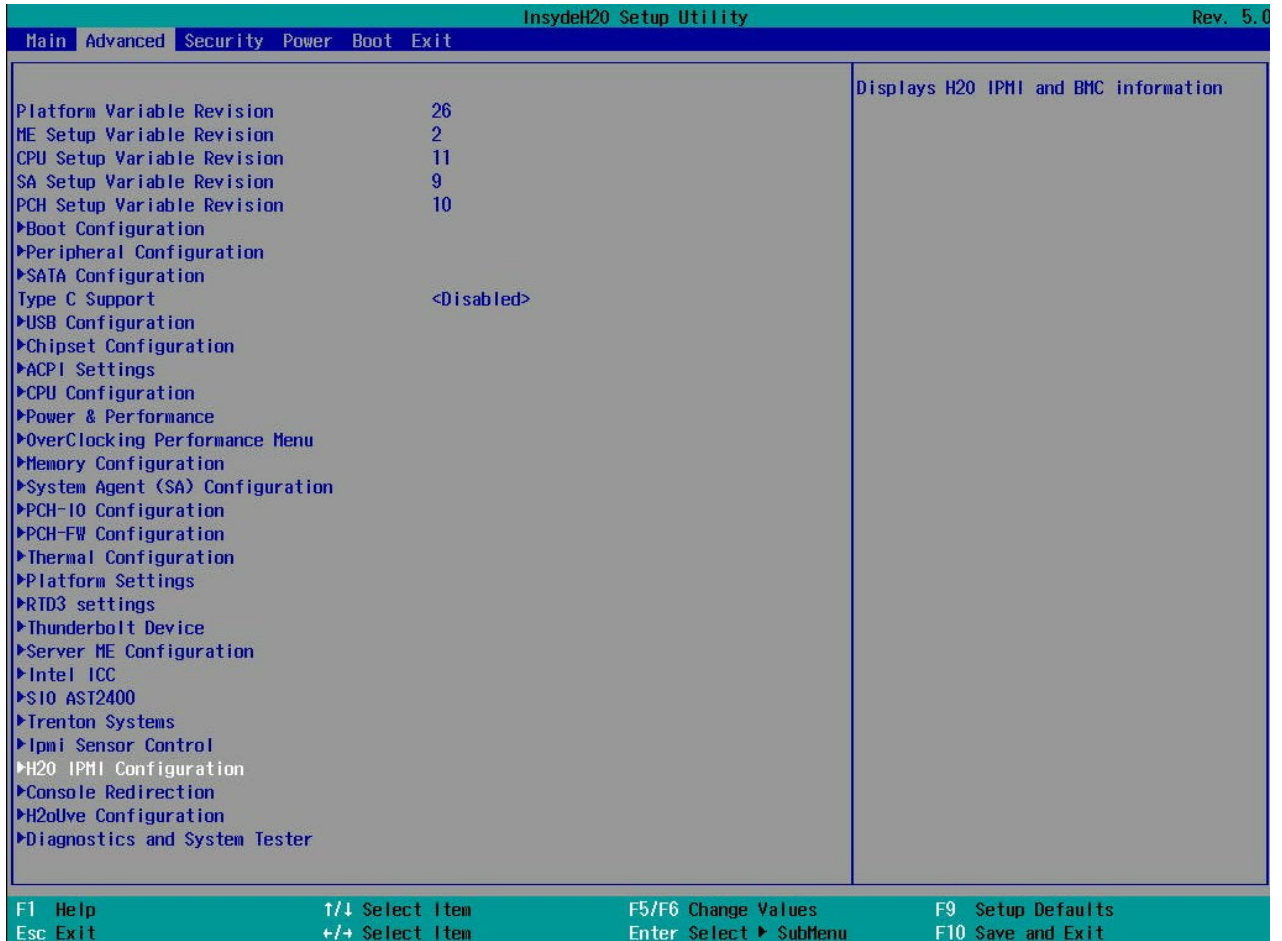 InsydeH20 Setup Utility Rev. 5.0
Main Advanced Security Power Boot Exit
Displays H20 IPMI and BMC information
Platform Variable Revision 26
ME Setup Variable Revision 2
CPU Setup Variable Revision 11
SA Setup Variable Revision 9
PCH Setup Variable Revision 10
▶Boot Configuration
▶Peripheral Configuration
▶SATA Configuration
Type C Support <Disabled>
▶USB Configuration
▶Chipset Configuration
▶ACPI Settings
▶CPU Configuration
▶Power & Performance
▶OverClocking Performance Menu
▶Memory Configuration
▶System Agent (SA) Configuration
▶PCH-IO Configuration
▶PCH-FW Configuration
▶Thermal Configuration
▶Platform Settings
▶RTD3 settings
▶Thunderbolt Device
▶Server ME Configuration
▶Intel ICC
▶SIO AST2400
▶Trenton Systems
▶Ipmi Sensor Control
▶H20 IPMI Configuration
▶Console Redirection
▶H2oUve Configuration
▶Diagnostics and System Tester
F1 Help ↑/↓ Select Item F5/F6 Change Values F9 Setup Defaults
Esc Exit ←/→ Select Item Enter Select ▶ SubMenu F10 Save and Exit